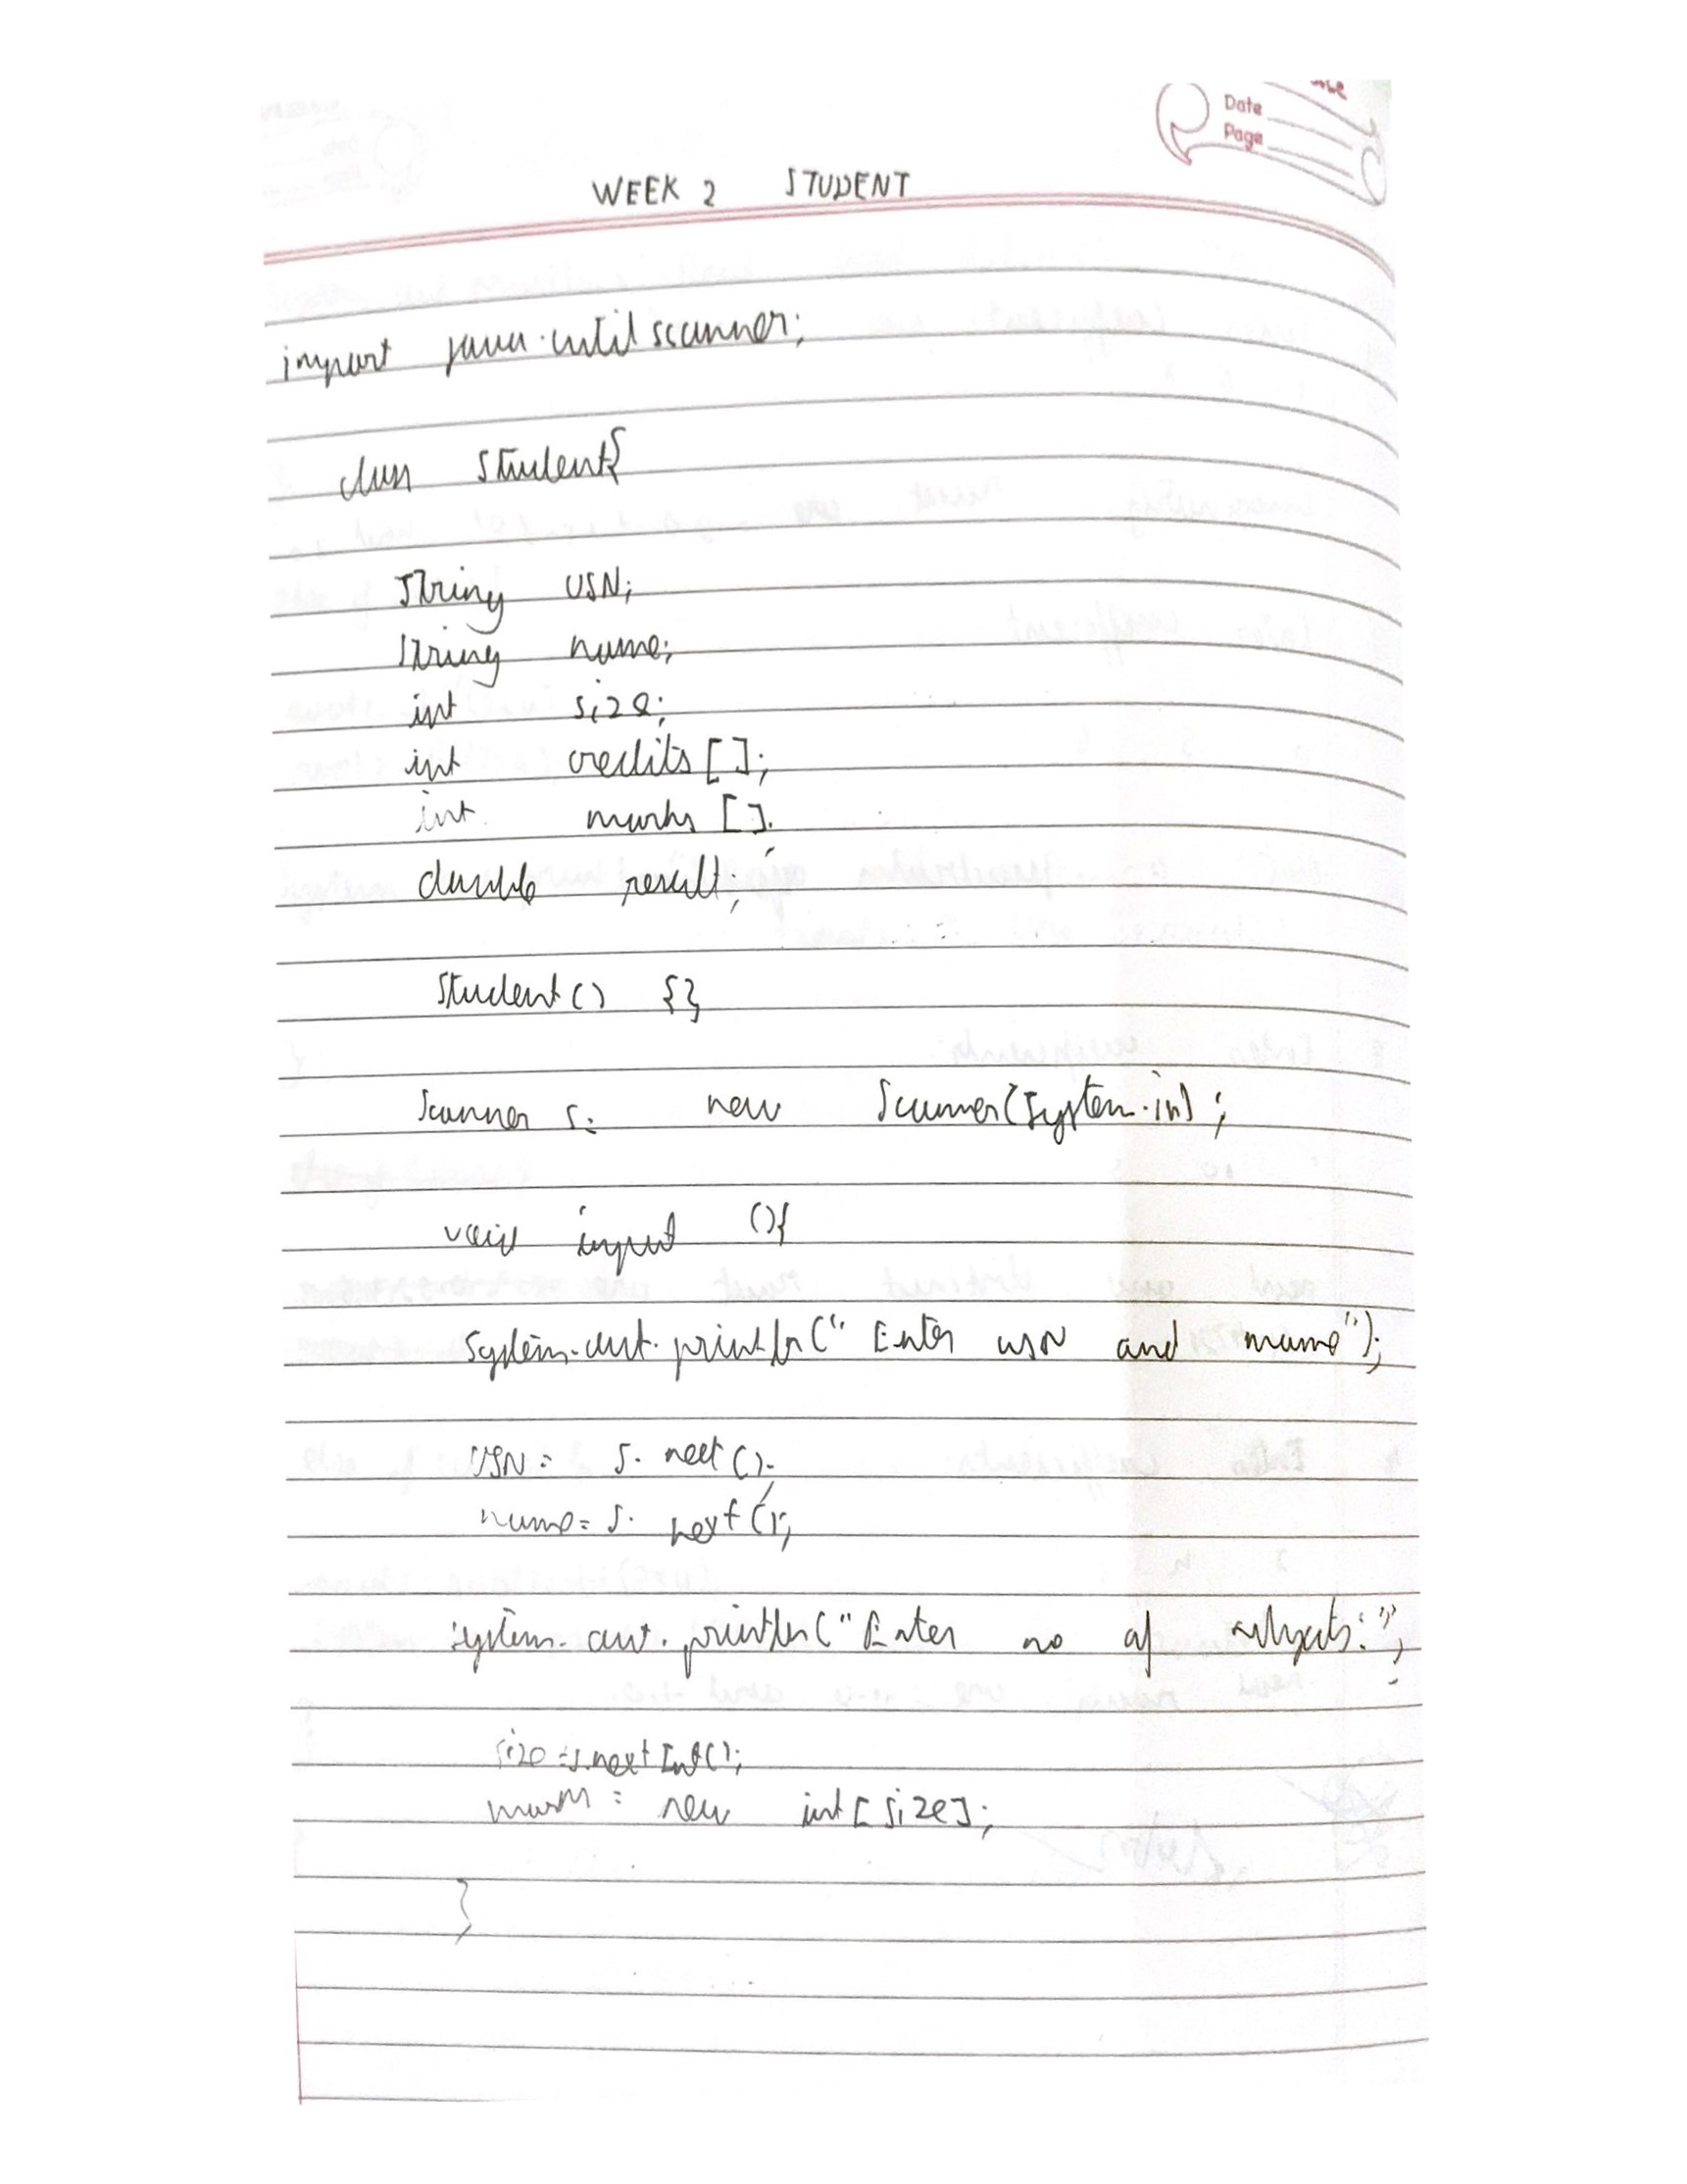 Date
Page
WEEK 2 STUDENT
import java.util scanner;
class Student{
String USN;
String name;
int size;
int credits [];
int marks [];
double result;
Student() {}
Scanner s= new Scanner(System.in);
void input (){
System.out.println("Enter usn and name");
USN= s. next();
name= s. next();
System.out.println("Enter no of subjects:");
size =s.nextInt();
marks = new int[size];
}